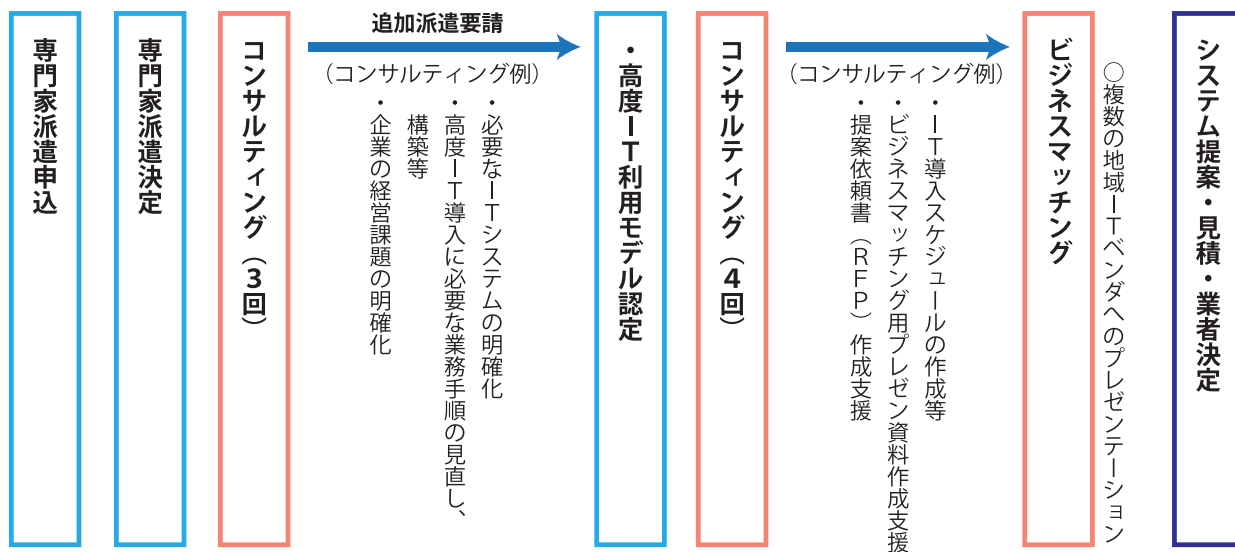 専門家派遣申込
専門家派遣決定
コンサルティング（3回）
追加派遣要請
（コンサルティング例）
・必要なITシステムの明確化
・高度IT導入に必要な業務手順の見直し、
構築等
・企業の経営課題の明確化
・高度IT利用モデル認定
コンサルティング（4回）
（コンサルティング例）
・IT導入スケジュールの作成等
・ビジネスマッチング用プレゼン資料作成支援
・提案依頼書（RFP）作成支援
ビジネスマッチング
○複数の地域ITベンダへのプレゼンテーション
システム提案・見積・業者決定